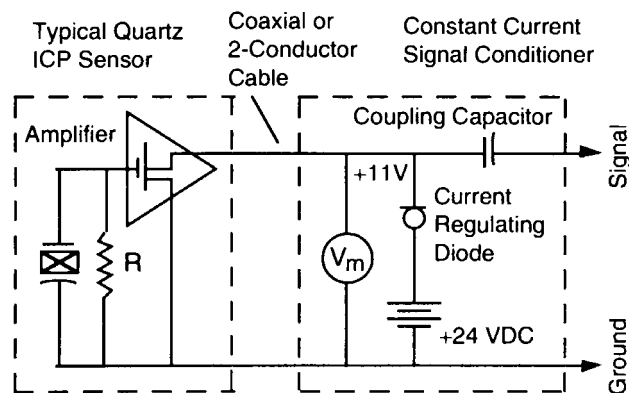 Typical Quartz
ICP Sensor
Coaxial or
2-Conductor
Cable
Constant Current
Signal Conditioner
Amplifier
R
Coupling Capacitor
+11V
Current
Regulating
Diode
Vm
+24 VDC
Signal
Ground